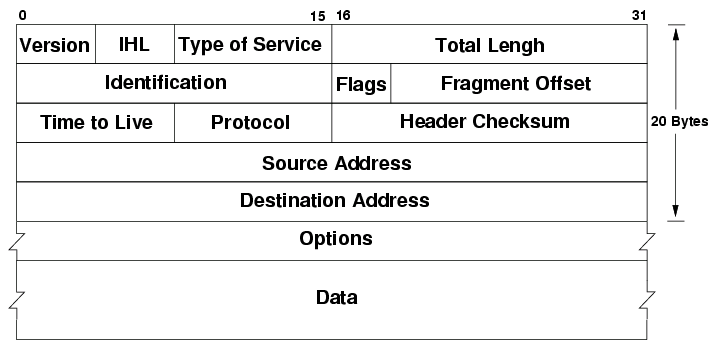 0 15 16 31
Version IHL Type of Service Total Lengh
Identification Flags Fragment Offset
Time to Live Protocol Header Checksum
20 Bytes
Source Address
Destination Address
Options
Data